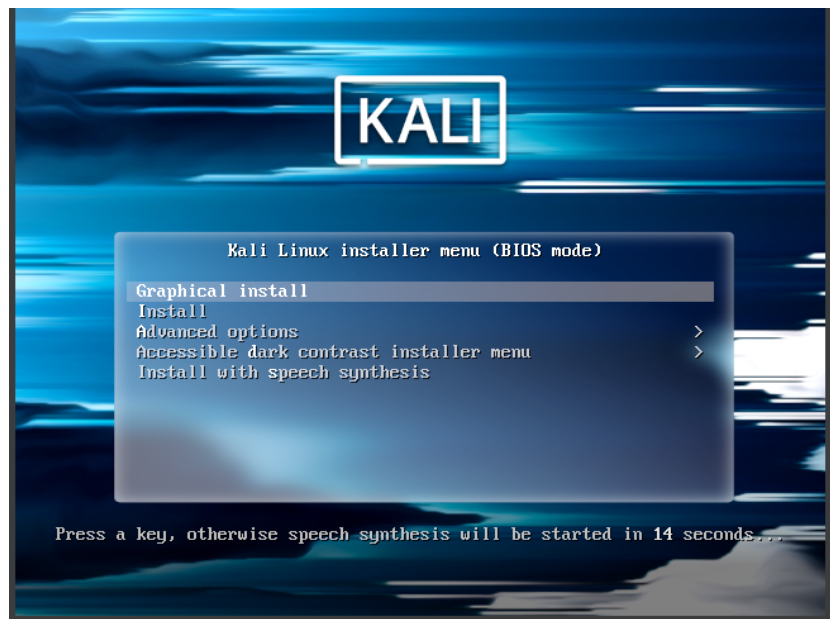 KALI
Kali Linux installer menu (BIOS mode)
Graphical install
Install
Advanced options >
Accessible dark contrast installer menu >
Install with speech synthesis
Press a key, otherwise speech synthesis will be started in 14 seconds...